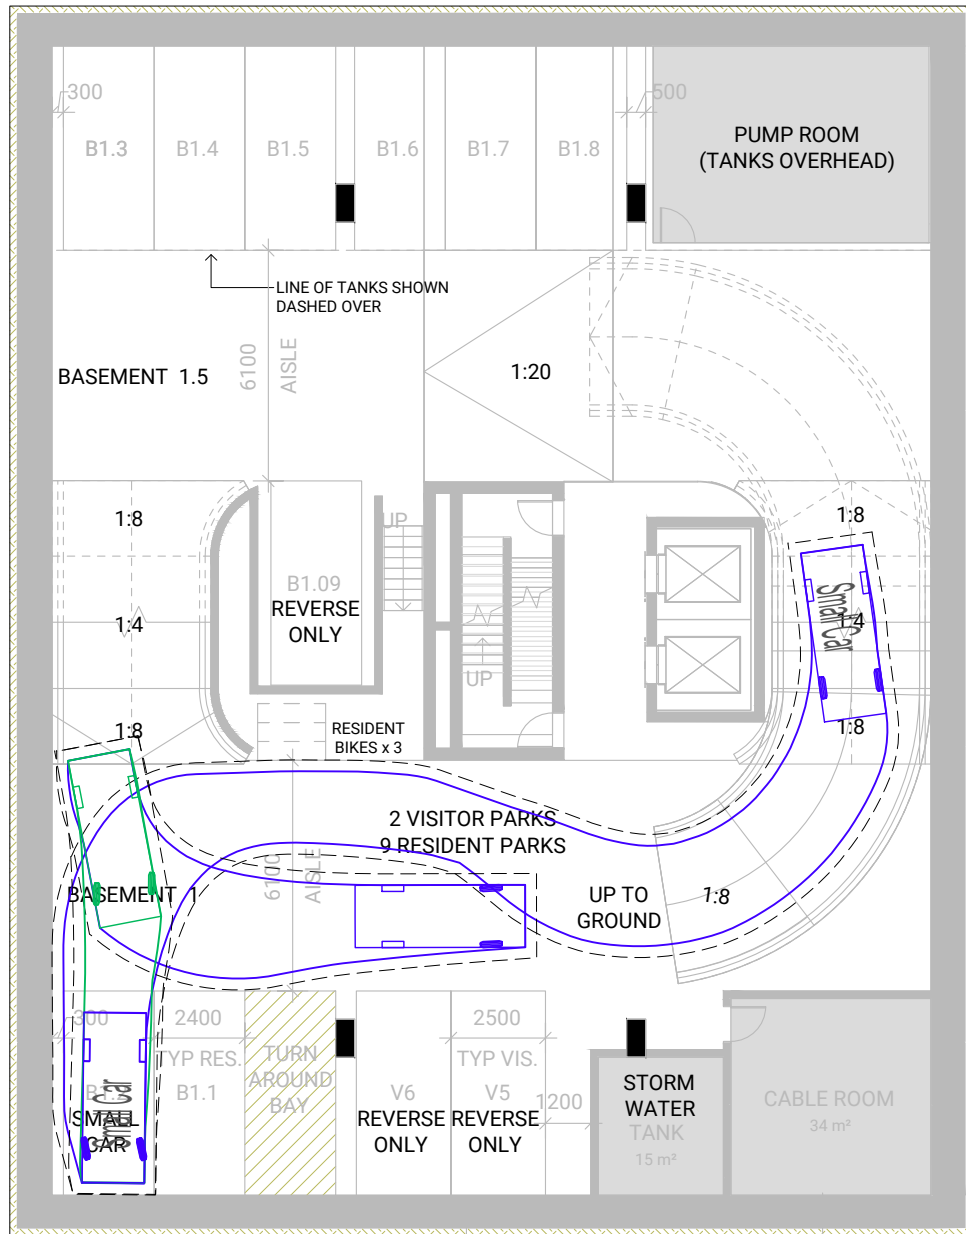 300
500
B1.3
B1.4
B1.5
B1.6
B1.7
B1.8
PUMP ROOM
(TANKS OVERHEAD)
LINE OF TANKS SHOWN
DASHED OVER
6100
AISLE
BASEMENT 1.5
1:20
1:8
UP
1:8
B1.09
REVERSE
ONLY
Small Car
1:4
1:4
UP
1:8
RESIDENT
BIKES x 3
1:8
2 VISITOR PARKS
9 RESIDENT PARKS
6100
AISLE
BASEMENT 1
UP TO
GROUND
1:8
300
2400
TYP RES.
2500
TYP VIS.
TURN
AROUND
BAY
B1.2
SMALL
CAR
Small Car
B1.1
V6
REVERSE
ONLY
V5
REVERSE
ONLY
1200
STORM
WATER
TANK
15 m²
CABLE ROOM
34 m²